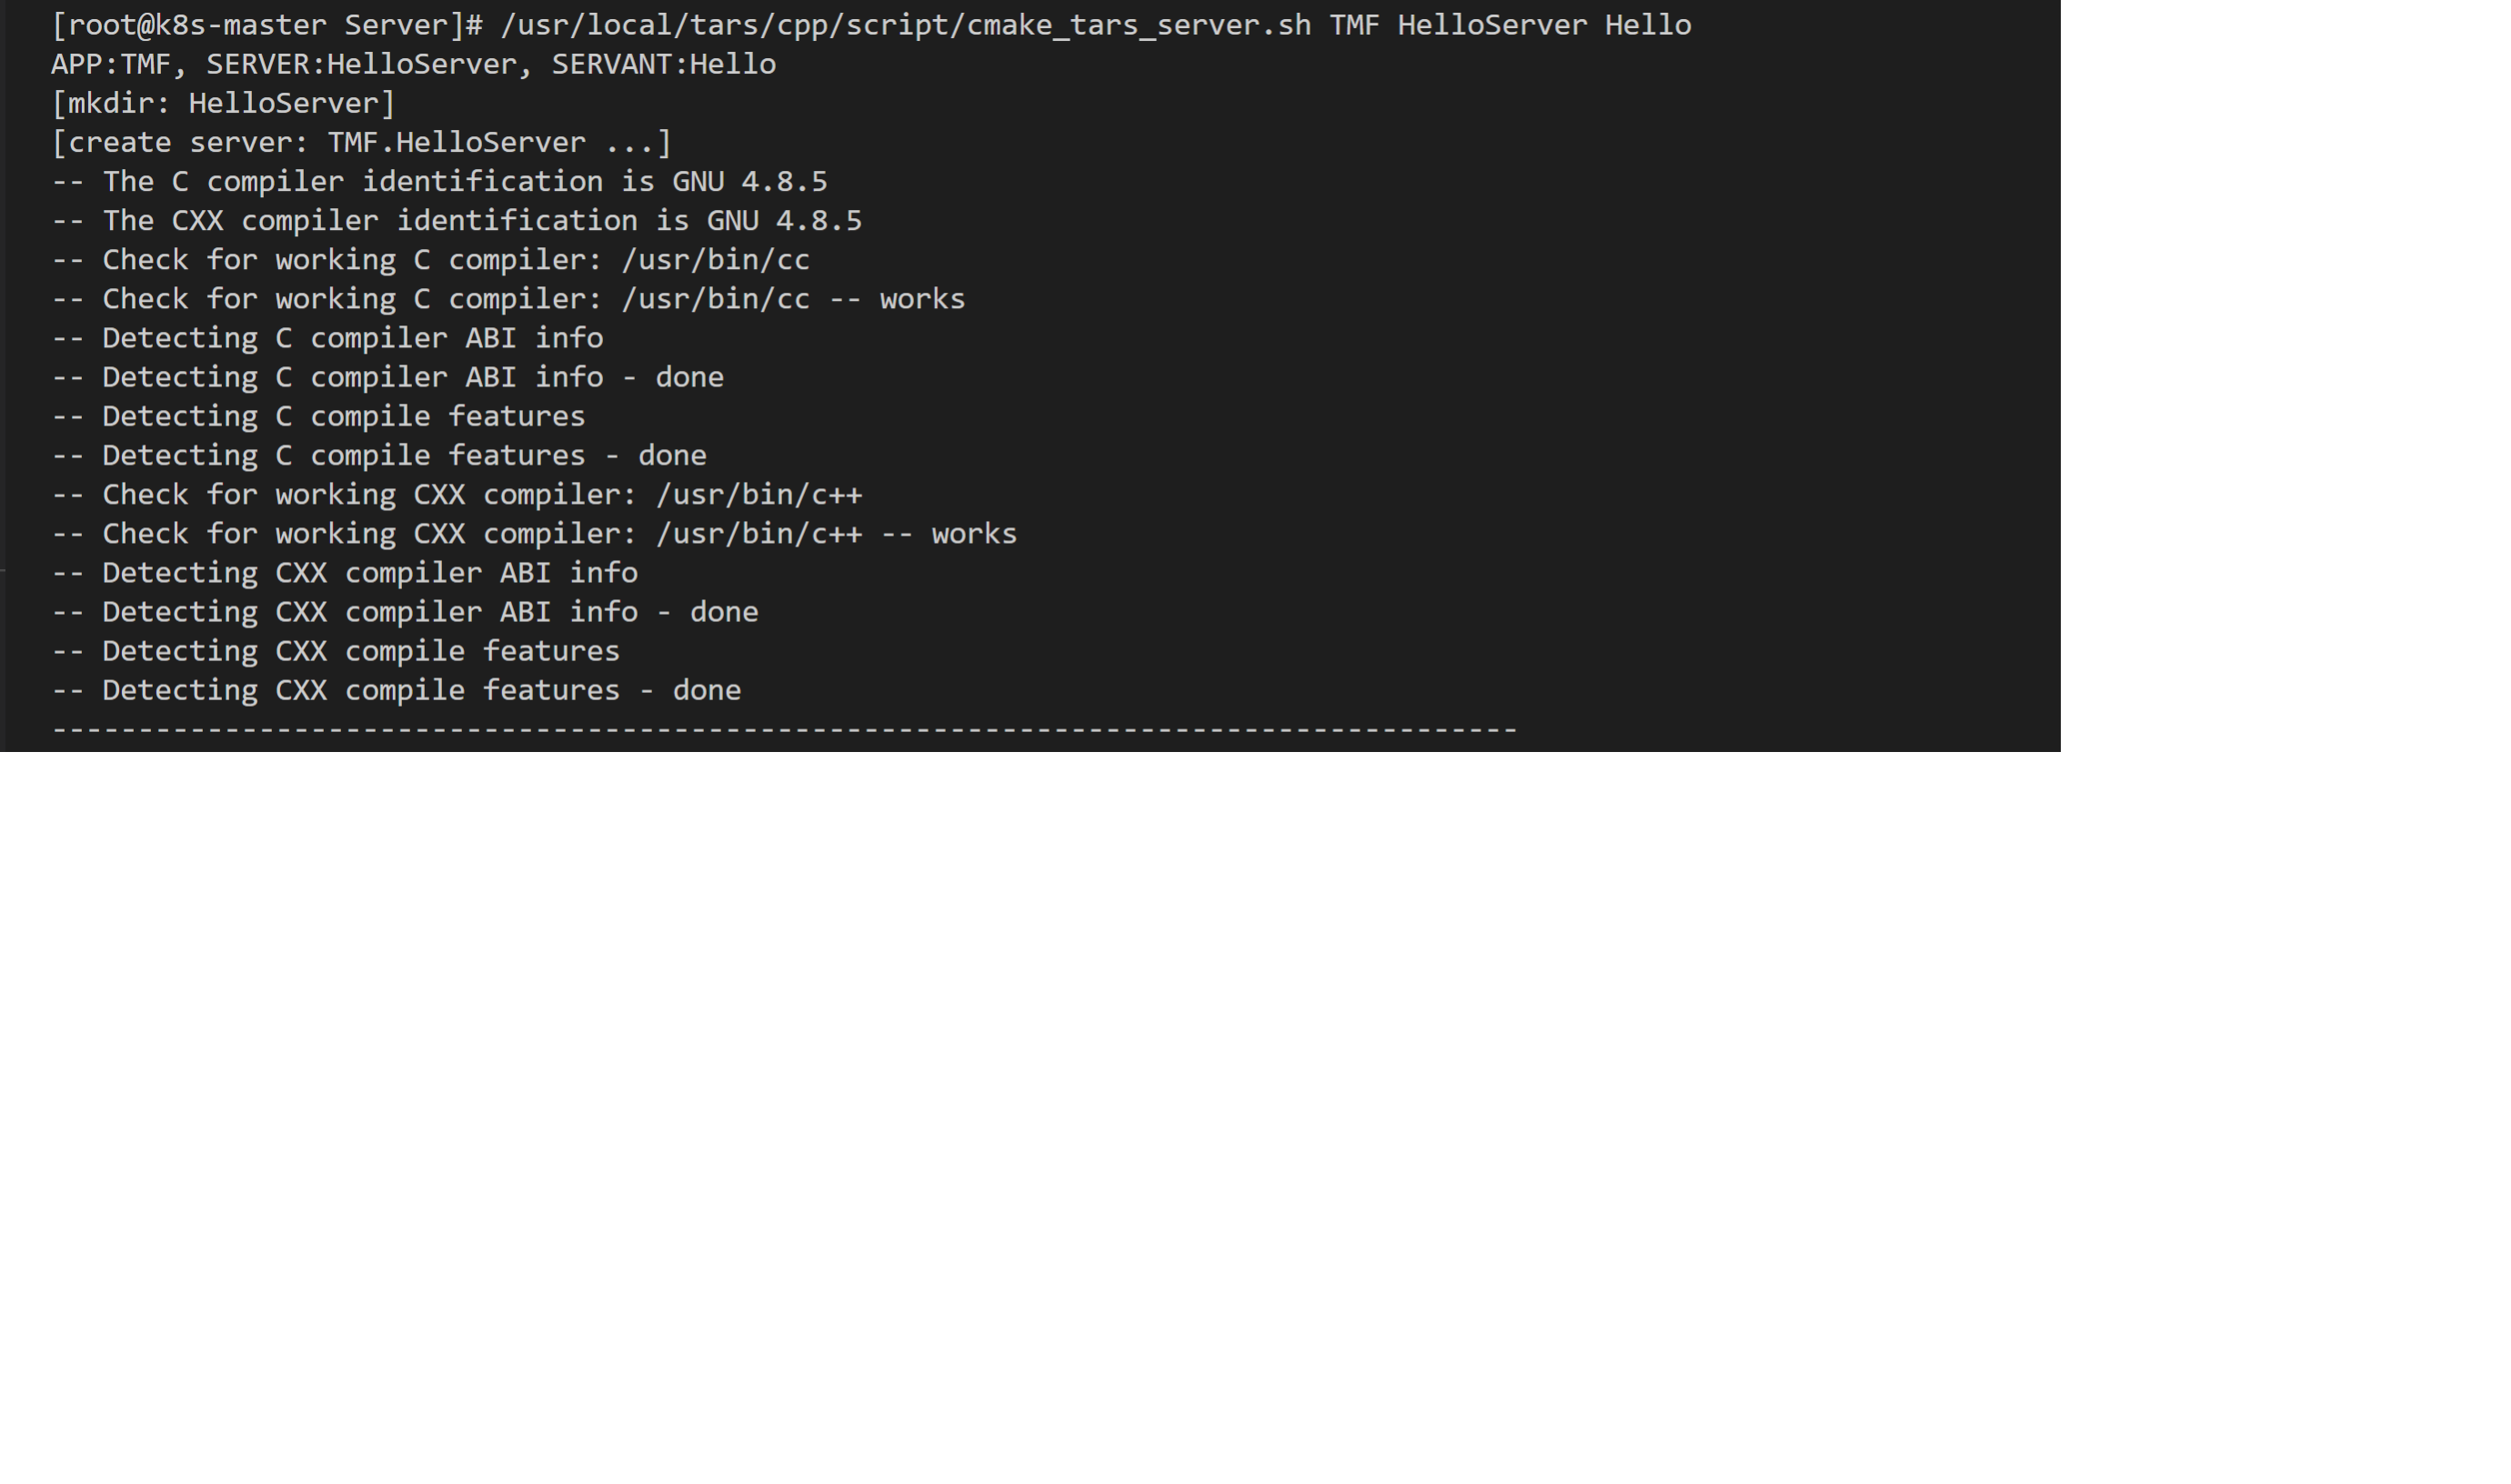 [root@k8s-master Server]# /usr/local/tars/cpp/script/cmake_tars_server.sh TMF HelloServer Hello
APP:TMF, SERVER:HelloServer, SERVANT:Hello
[mkdir: HelloServer]
[create server: TMF.HelloServer ...]
-- The C compiler identification is GNU 4.8.5
-- The CXX compiler identification is GNU 4.8.5
-- Check for working C compiler: /usr/bin/cc
-- Check for working C compiler: /usr/bin/cc -- works
-- Detecting C compiler ABI info
-- Detecting C compiler ABI info - done
-- Detecting C compile features
-- Detecting C compile features - done
-- Check for working CXX compiler: /usr/bin/c++
-- Check for working CXX compiler: /usr/bin/c++ -- works
-- Detecting CXX compiler ABI info
-- Detecting CXX compiler ABI info - done
-- Detecting CXX compile features
-- Detecting CXX compile features - done
-------------------------------------------------------------------------------------